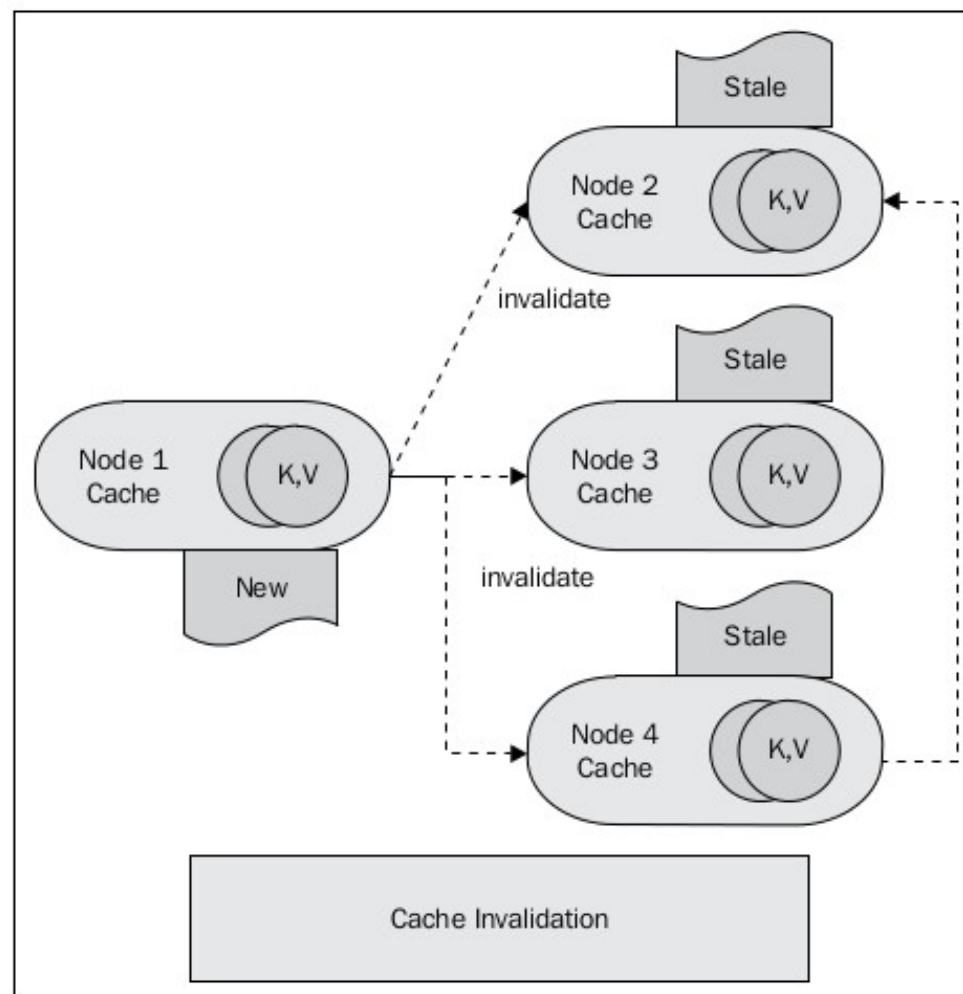 Stale
Node 2
Cache
K,V
invalidate
Stale
Node 1
Cache
K,V
Node 3
Cache
K,V
New
invalidate
Stale
Node 4
Cache
K,V
Cache Invalidation